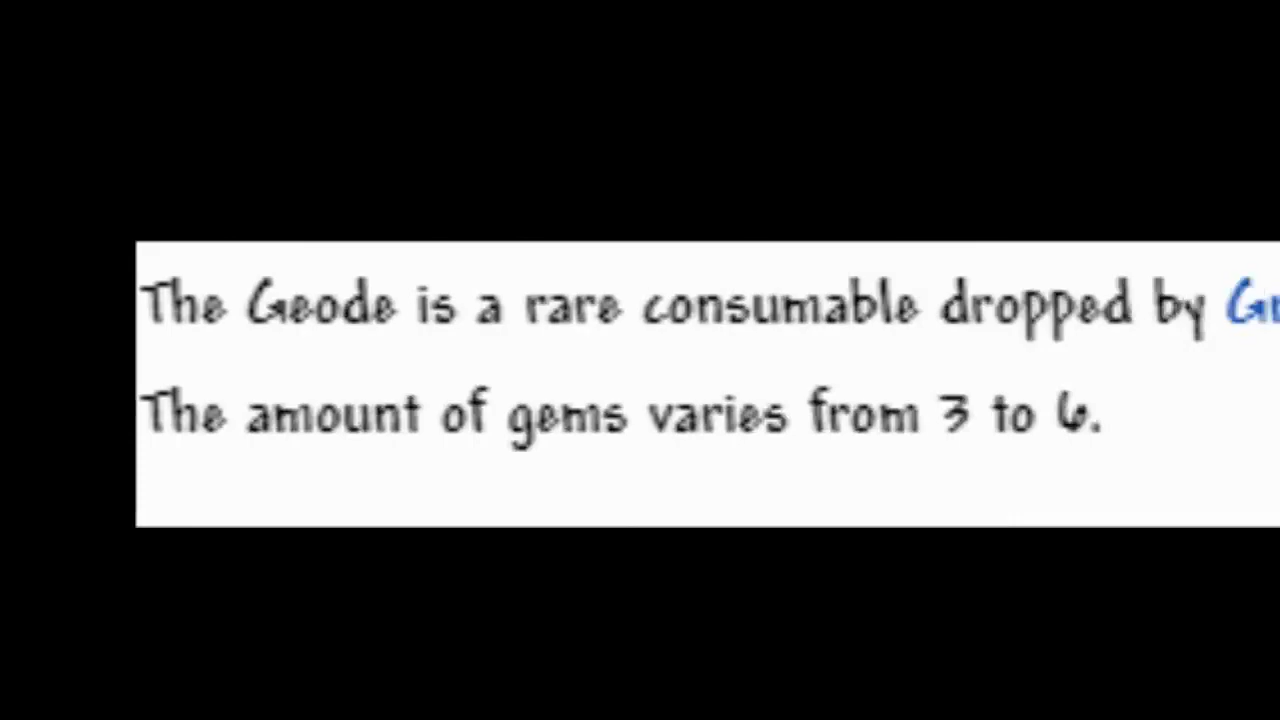 The Geode is a rare consumable dropped by
The amount of gems varies from 3 to 6.